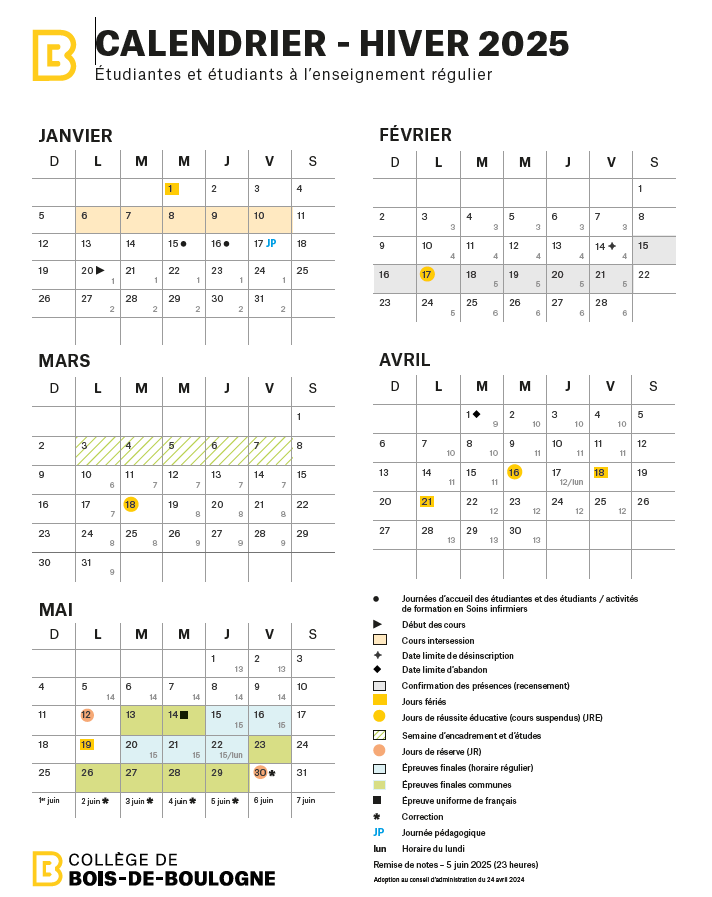 CALENDRIER - HIVER 2025
Étudiantes et étudiants à l'enseignement régulier
JANVIER
D L M M J V S
1 2 3 4
5 6 7 8 9 10 11
12 13 14 15 16 17 JP 18
19 20 1 21 1 22 1 23 1 24 1 25
26 27 2 28 2 29 2 30 2 31 2
FÉVRIER
D L M M J V S
1
2 3 3 4 3 5 3 6 3 7 3 8
9 10 4 11 4 12 4 13 4 14 4 15
16 17 18 5 19 5 20 5 21 5 22
23 24 5 25 6 26 6 27 6 28 6
MARS
D L M M J V S
1
2 3 4 5 6 7 8
9 10 6 11 7 12 7 13 7 14 7 15
16 17 7 18 19 8 20 8 21 8 22
23 24 8 25 8 26 9 27 9 28 9 29
30 31 9
AVRIL
D L M M J V S
1 9 2 10 3 10 4 10 5
6 7 10 8 10 9 11 10 11 11 11 12
13 14 11 15 11 16 17 12/lun 18 19
20 21 22 12 23 12 24 12 25 12 26
27 28 13 29 13 30 13
MAI
D L M M J V S
1 13 2 13 3
4 5 14 6 14 7 14 8 14 9 14 10
11 12 13 14 15 15 16 15 17
18 19 20 15 21 15 22 15/lun 23 24
25 26 27 28 29 30 * 31
1er juin 2 juin * 3 juin * 4 juin * 5 juin * 6 juin 7 juin
Journées d'accueil des étudiantes et des étudiants / activités
de formation en Soins infirmiers
Début des cours
Cours intersession
Date limite de désinscription
Date limite d'abandon
Confirmation des présences (recensement)
Jours fériés
Jours de réussite éducative (cours suspendus) (JRE)
Semaine d'encadrement et d'études
Jours de réserve (JR)
Épreuves finales (horaire régulier)
Épreuves finales communes
Épreuve uniforme de français
* Correction
JP Journée pédagogique
lun Horaire du lundi
Remise de notes – 5 juin 2025 (23 heures)
Adoption au conseil d'administration du 24 avril 2024
COLLÈGE DE
BOIS-DE-BOULOGNE